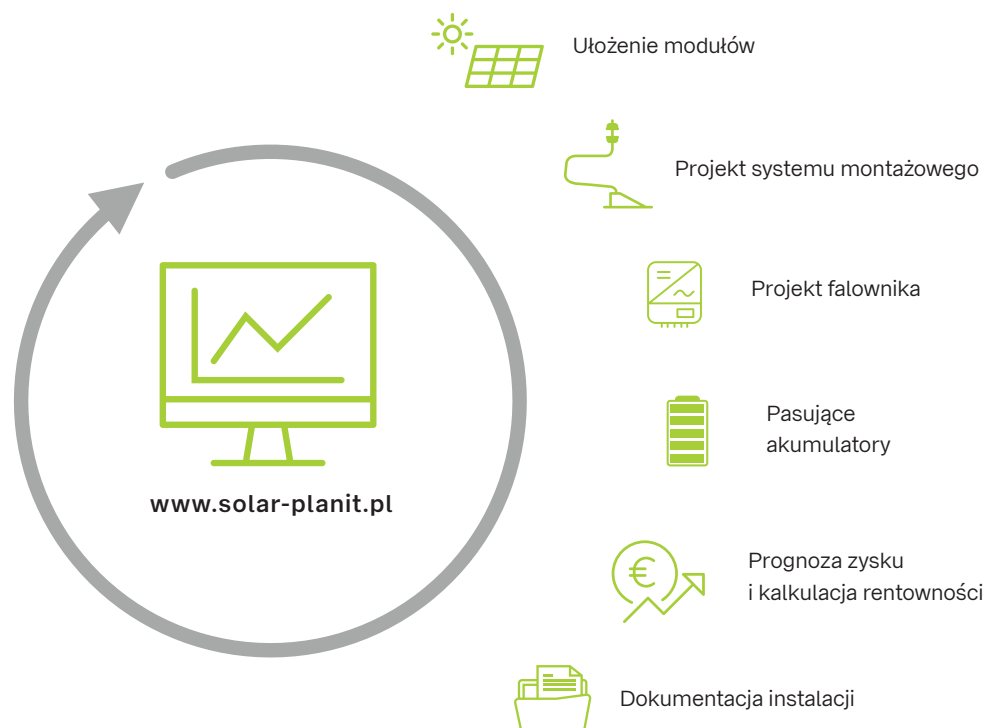 Ułożenie modułów
Projekt systemu montażowego
Projekt falownika
Pasujące
akumulatory
www.solar-planit.pl
Prognoza zysku
i kalkulacja rentowności
Dokumentacja instalacji